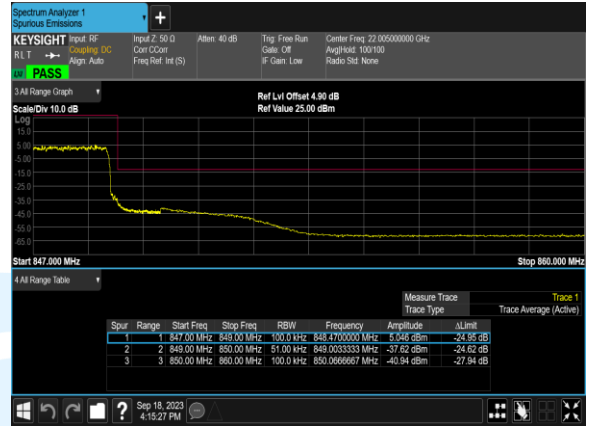 Spectrum Analyzer 1
Spurious Emissions
+
KEYSIGHT Input: RF Input Z: 50 Ω Atten: 40 dB Trig: Free Run Center Freq: 22.005000000 GHz
RLT Coupling: DC Corr CCorr Gate: Off Avg|Hold: 100/100
Align: Auto Freq Ref: Int (S) IF Gain: Low Radio Std: None
PASS
3 All Range Graph
Ref Lvl Offset 4.90 dB
Scale/Div 10.0 dB Ref Value 25.00 dBm
Log
15.0
5.00
-5.00
-15.0
-25.0
-35.0
-45.0
-55.0
-65.0
Start 847.000 MHz Stop 860.000 MHz
4 All Range Table
Measure Trace Trace 1
Trace Type Trace Average (Active)
Spur Range Start Freq Stop Freq RBW Frequency Amplitude ΔLimit
1 1 847.00 MHz 849.00 MHz 100.0 kHz 848.4700000 MHz 5.046 dBm -24.95 dB
2 2 849.00 MHz 850.00 MHz 51.00 kHz 849.0033333 MHz -37.62 dBm -24.62 dB
3 3 850.00 MHz 860.00 MHz 100.0 kHz 850.0666667 MHz -40.94 dBm -27.94 dB
? Sep 18, 2023
4:15:27 PM